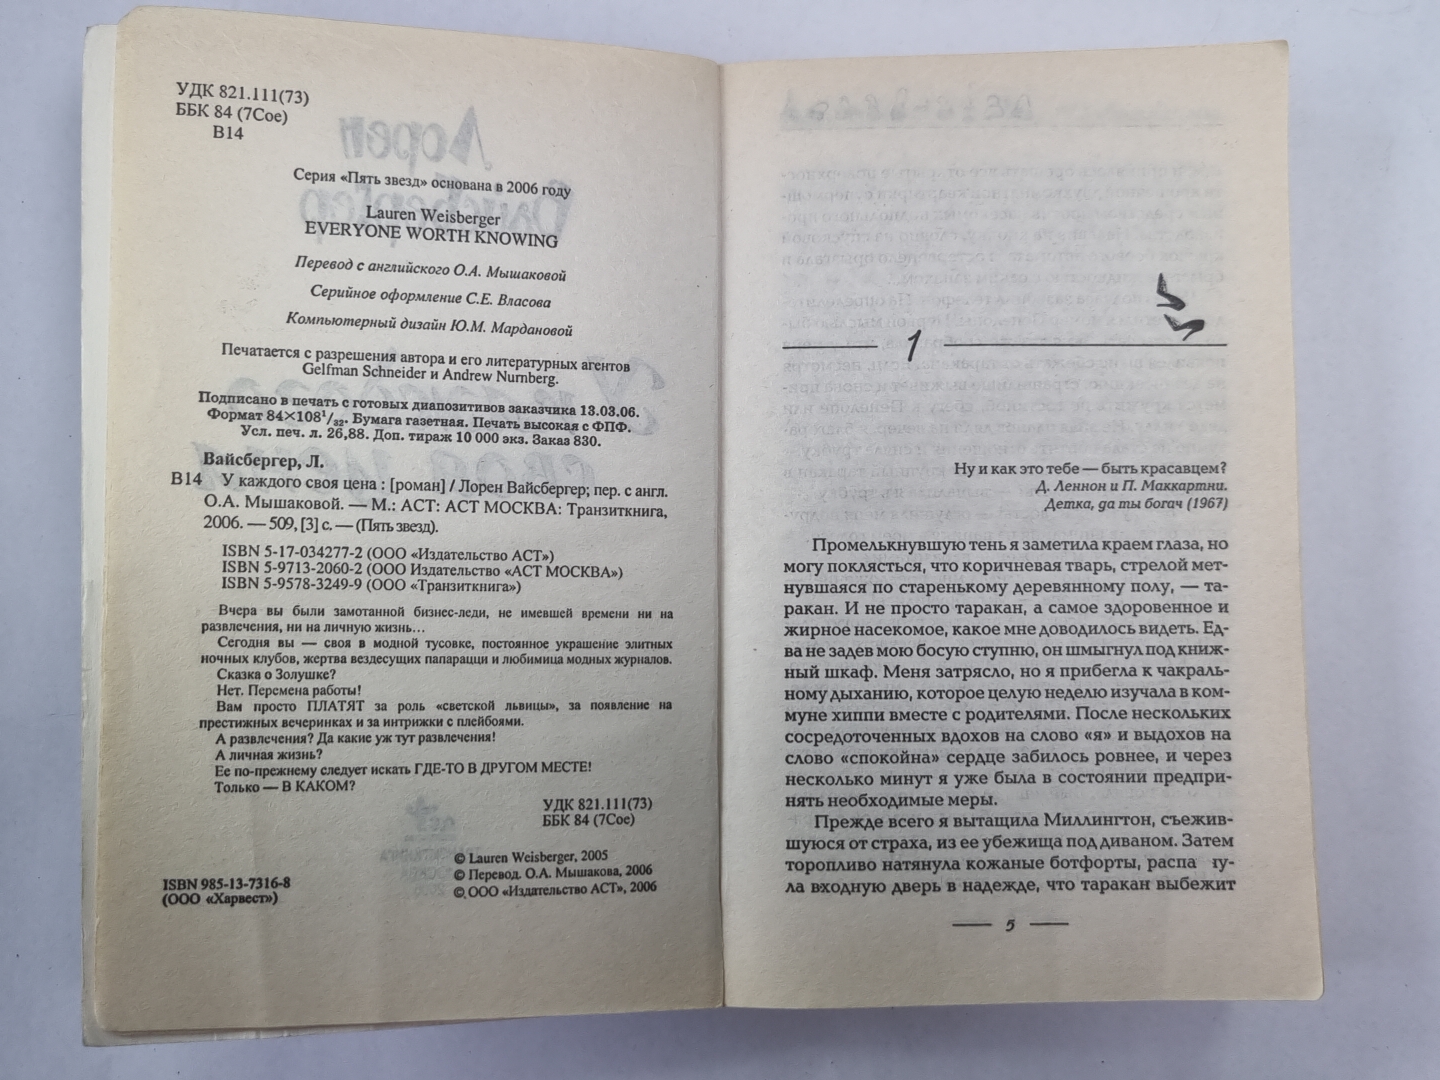 УДК 821.111(73)
ББК 84 (7Сое)
В14
Серия «Пять звезд» основана в 2006 году
Lauren Weisberger
EVERYONE WORTH KNOWING
Перевод с английского О.А. Мышаковой
Серийное оформление С.Е. Власова
Компьютерный дизайн Ю.М. Мардановой
Печатается с разрешения автора и его литературных агентов
Gelfman Schneider и Andrew Nurnberg.
Подписано в печать с готовых диапозитивов заказчика 13.03.06.
Формат 84×108¹/₃₂. Бумага газетная. Печать высокая с ФПФ.
Усл. печ. л. 26,88. Доп. тираж 10 000 экз. Заказ 830.
Вайсбергер, Л.
В14 У каждого своя цена : [роман] / Лорен Вайсбергер; пер. с англ.
О.А. Мышаковой. — М.: АСТ: АСТ МОСКВА: Транзиткнига,
2006. — 509, [3] с. — (Пять звезд).
ISBN 5-17-034277-2 (ООО «Издательство АСТ»)
ISBN 5-9713-2060-2 (ООО Издательство «АСТ МОСКВА»)
ISBN 5-9578-3249-9 (ООО «Транзиткнига»)
Вчера вы были замотанной бизнес-леди, не имевшей времени ни на
развлечения, ни на личную жизнь...
Сегодня вы — своя в модной тусовке, постоянное украшение элитных
ночных клубов, жертва вездесущих папарацци и любимица модных журналов.
Сказка о Золушке?
Нет. Перемена работы!
Вам просто ПЛАТЯТ за роль «светской львицы», за появление на
престижных вечеринках и за интрижки с плейбоями.
А развлечения? Да какие уж тут развлечения!
А личная жизнь?
Ее по-прежнему следует искать ГДЕ-ТО В ДРУГОМ МЕСТЕ!
Только — В КАКОМ?
УДК 821.111(73)
ББК 84 (7Сое)
© Lauren Weisberger, 2005
© Перевод. О.А. Мышакова, 2006
© ООО «Издательство АСТ», 2006
ISBN 985-13-7316-8
(ООО «Харвест»)
1
Ну и как это тебе — быть красавцем?
Д. Леннон и П. Маккартни.
Детка, да ты богач (1967)
Промелькнувшую тень я заметила краем глаза, но
могу поклясться, что коричневая тварь, стрелой мет-
нувшаяся по старенькому деревянному полу, — та-
ракан. И не просто таракан, а самое здоровенное и
жирное насекомое, какое мне доводилось видеть. Ед-
ва не задев мою босую ступню, он шмыгнул под книж-
ный шкаф. Меня затрясло, но я прибегла к чакраль-
ному дыханию, которое целую неделю изучала в ком-
муне хиппи вместе с родителями. После нескольких
сосредоточенных вдохов на слово «я» и выдохов на
слово «спокойна» сердце забилось ровнее, и через
несколько минут я уже была в состоянии предпри-
нять необходимые меры.
Прежде всего я вытащила Миллингтон, съежив-
шуюся от страха, из ее убежища под диваном. Затем
торопливо натянула кожаные ботфорты, распа ну-
ла входную дверь в надежде, что таракан выбежит
5